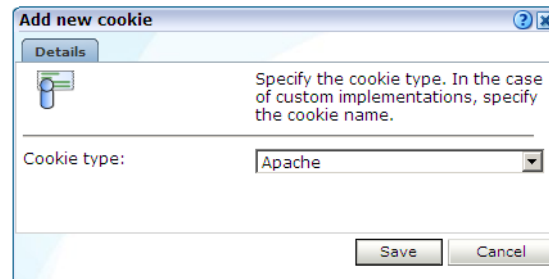 Add new cookie
Details
Specify the cookie type. In the case
of custom implementations, specify
the cookie name.
Cookie type:
Apache
Save
Cancel